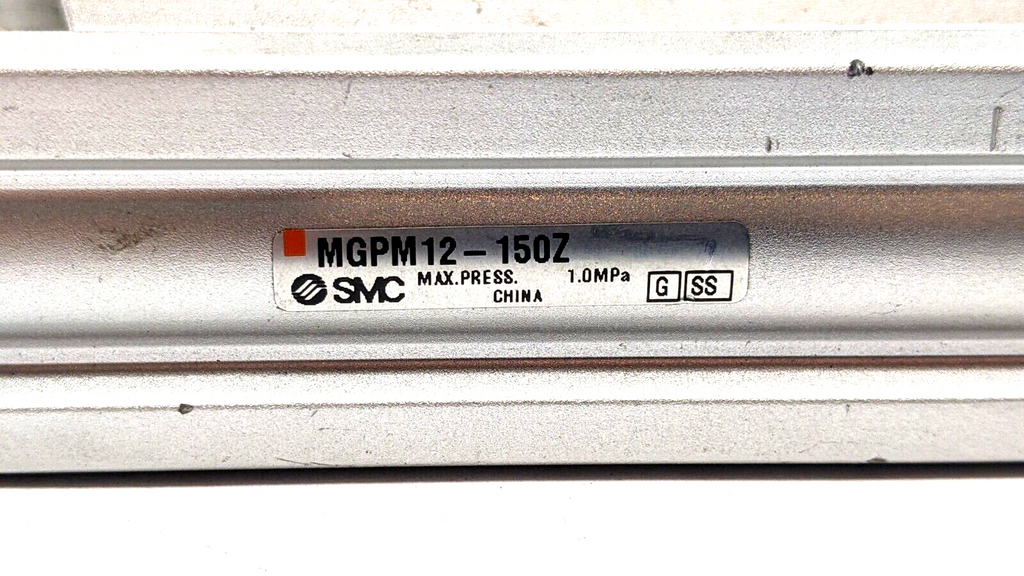 MGPM12-150Z
SMC MAX.PRESS. 1.0MPa
CHINA G SS